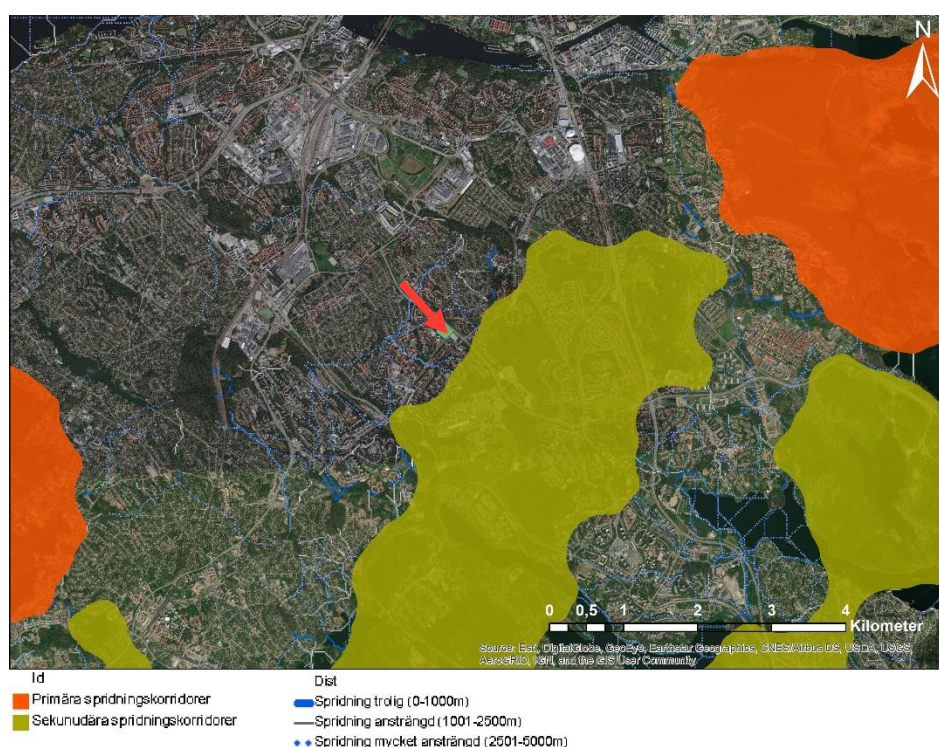 N
0 0,5 1 2 3 4
Kilometer
Source: Esri, DigitalGlobe, GeoEye, Earthstar Geographics, CNES/Airbus DS, USDA, USGS,
AeroGRID, IGN, and the GIS User Community
Id
Primära spridningskorridorer
Sekunudära spridningskorridorer
Dist
Spridning trolig (0-1000m)
Spridning ansträngd (1001-2500m)
Spridning mycket ansträngd (2501-5000m)